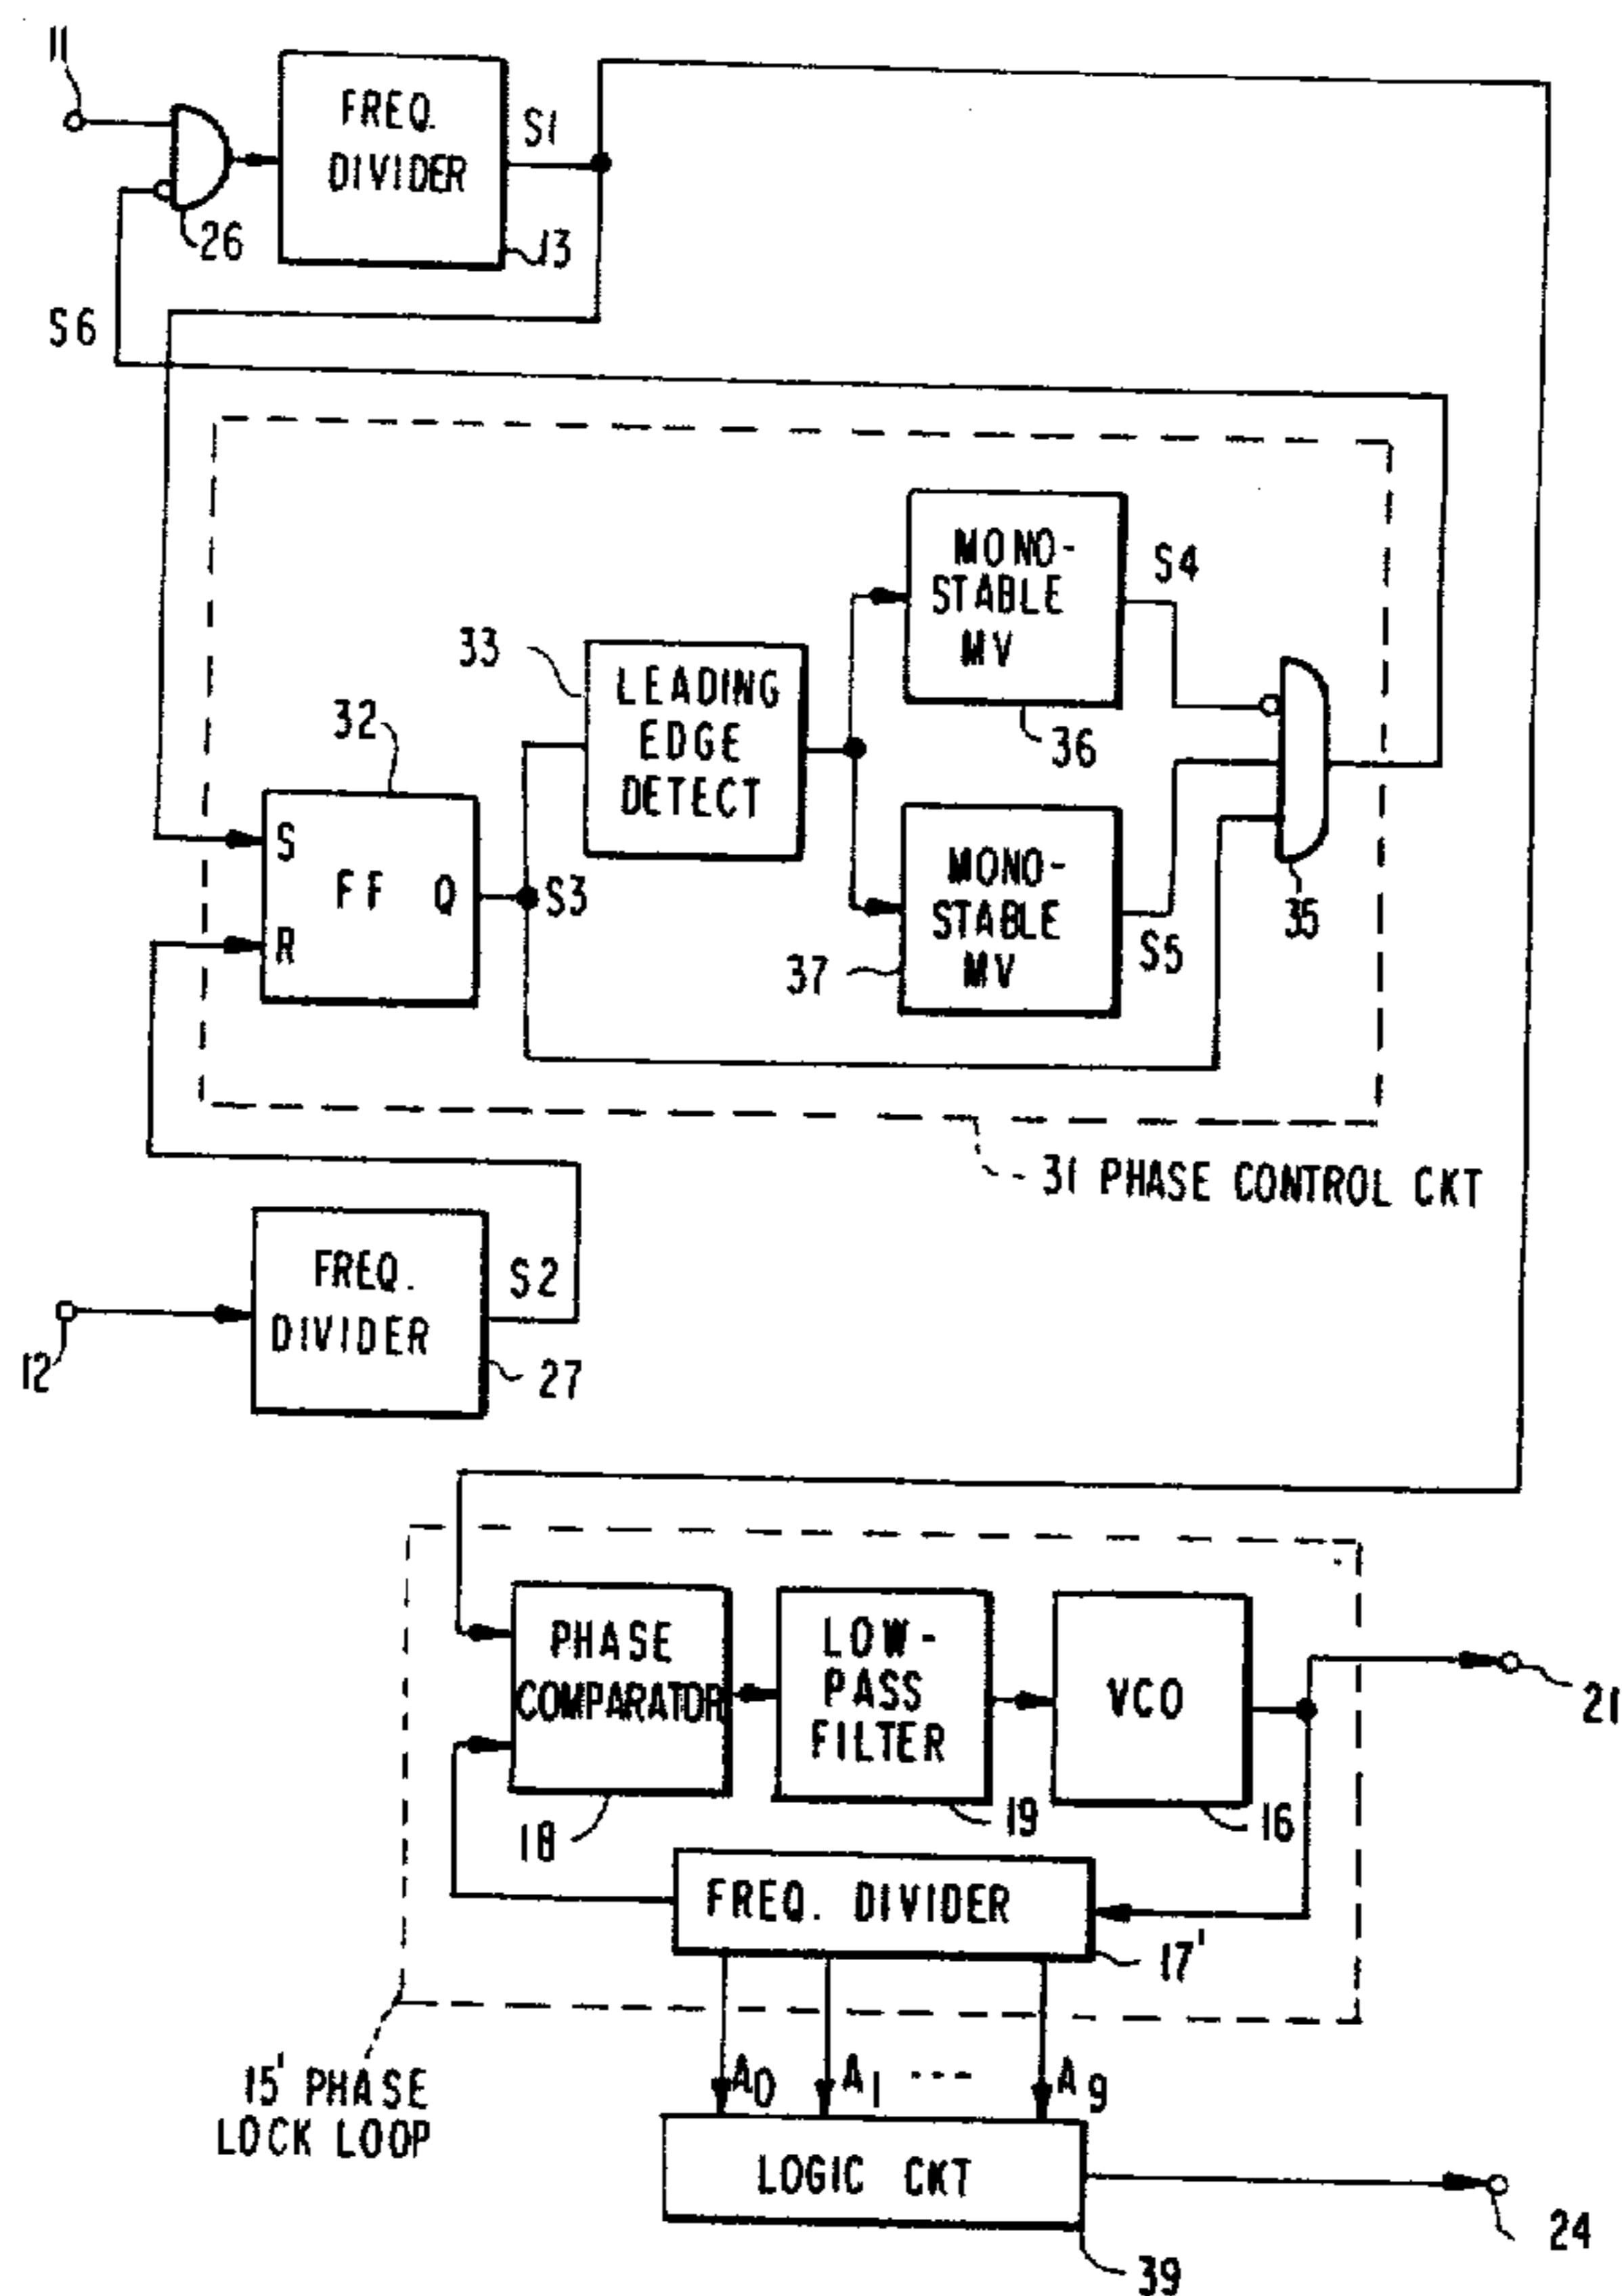 11
FREQ.
DIVIDER
S1
26
13
S6
MONO-
STABLE
MV
S4
33
LEADING
EDGE
DETECT
32
36
S
FF Q
R
S3
MONO-
STABLE
MV
37
S5
35
31 PHASE CONTROL CKT
FREQ.
DIVIDER
S2
12
27
PHASE
COMPARATOR
LOW-
PASS
FILTER
VCO
21
18
19
16
FREQ. DIVIDER
17'
15' PHASE
LOCK LOOP
A0 A1 --- A9
LOGIC CKT
24
39